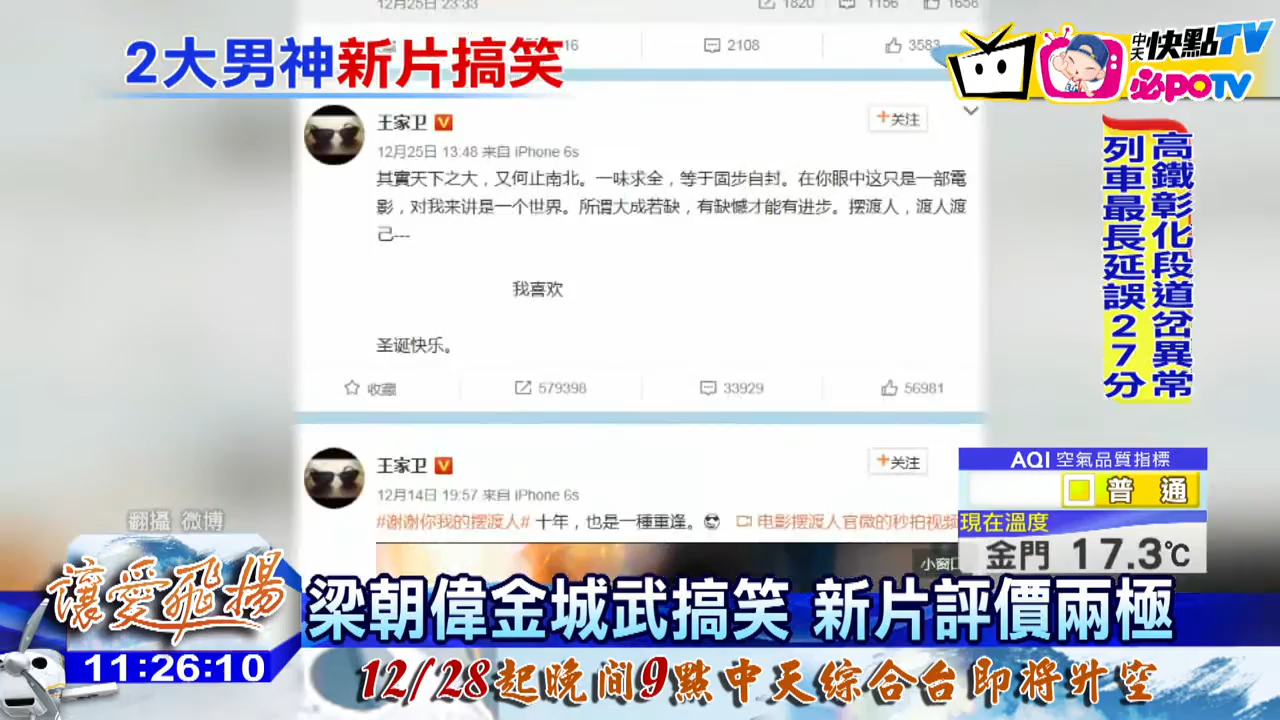 12月25日 23:33
1820
1156
1658
2大男神新片搞笑
2108
3583
中天快點TV
必POTV
王家卫
+关注
12月25日 13:48 来自 iPhone 6s
其實天下之大，又何止南北。一味求全，等于固步自封。在你眼中这只是一部電
影，对我来讲是一个世界。所谓大成若缺，有缺憾才能有进步。摆渡人，渡人渡
己---
我喜欢
圣诞快乐。
收藏
579398
33929
56981
高鐵彰化段道岔異常
列車最長延誤27分
王家卫
+关注
12月14日 19:57 来自 iPhone 6s
#谢谢你我的摆渡人# 十年，也是一種重逢。 电影摆渡人官微的秒拍视频
小窗口
AQI 空氣品質指標
普通
現在溫度
金門 17.3℃
翻攝 微博
讓愛飛揚
梁朝偉金城武搞笑 新片評價兩極
11:26:10
12/28起晚间9點中天綜合台即將升空